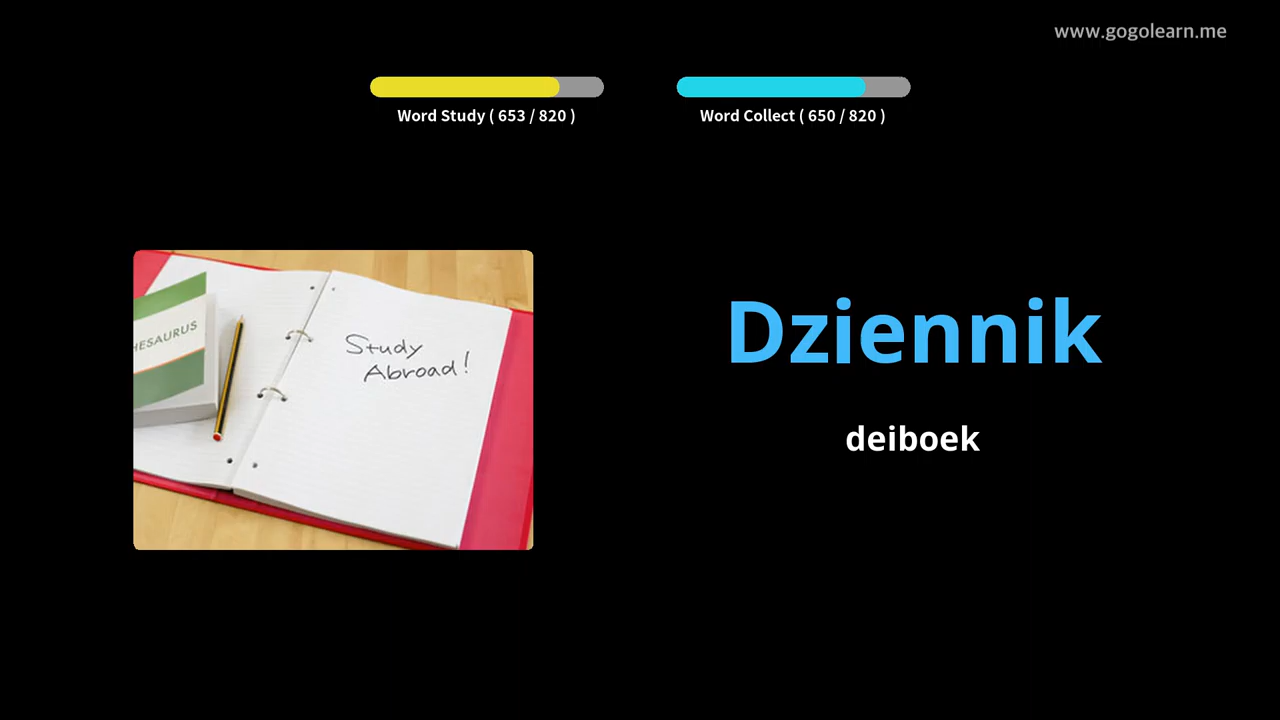 www.gogolearn.me
Word Study ( 653 / 820 )
Word Collect ( 650 / 820 )
HESAURUS
Study
Abroad!
Dziennik
deiboek